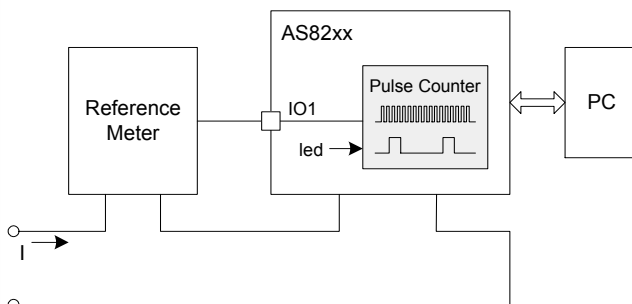 AS82xx
Pulse Counter
Reference
Meter
IO1
led
PC
I